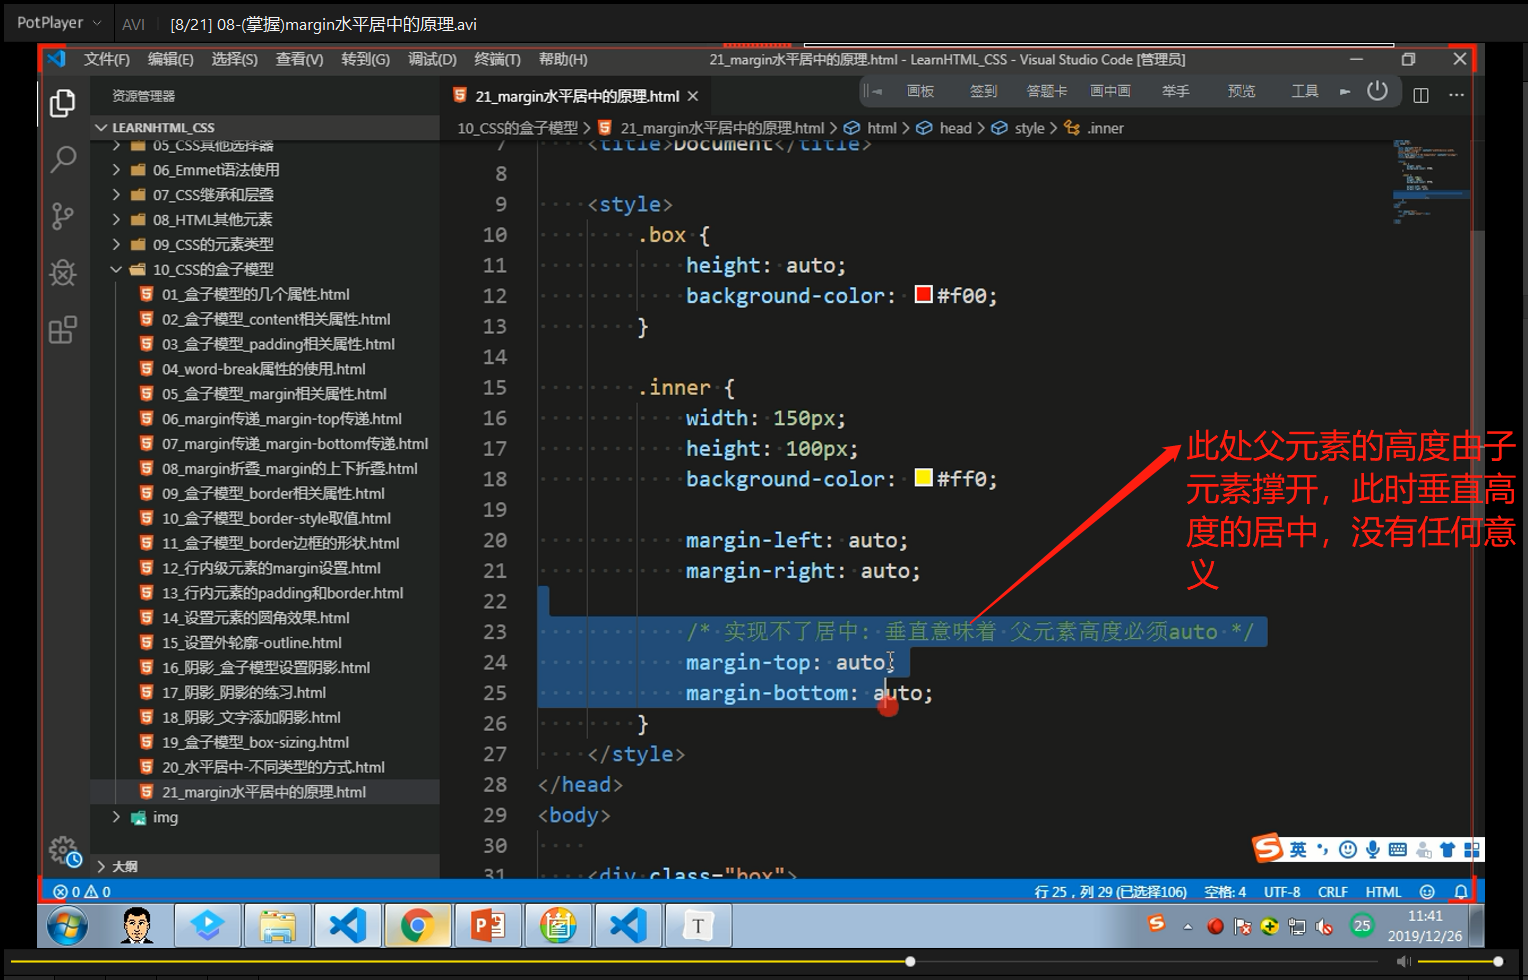 PotPlayer
AVI
[8/21] 08-(掌握)margin水平居中的原理.avi
文件(F) 编辑(E) 选择(S) 查看(V) 转到(G) 调试(D) 终端(T) 帮助(H)
21_margin水平居中的原理.html - LearnHTML_CSS - Visual Studio Code [管理员]
资源管理器
21_margin水平居中的原理.html
画板 签到 答题卡 画中画 举手 预览 工具
LEARNHTML_CSS
10_CSS的盒子模型 > 21_margin水平居中的原理.html > html > head > style > .inner
05_CSS其他选择器
06_Emmet语法使用
07_CSS继承和层叠
08_HTML其他元素
09_CSS的元素类型
10_CSS的盒子模型
01_盒子模型的几个属性.html
02_盒子模型_content相关属性.html
03_盒子模型_padding相关属性.html
04_word-break属性的使用.html
05_盒子模型_margin相关属性.html
06_margin传递_margin-top传递.html
07_margin传递_margin-bottom传递.html
08_margin折叠_margin的上下折叠.html
09_盒子模型_border相关属性.html
10_盒子模型_border-style取值.html
11_盒子模型_border边框的形状.html
12_行内级元素的margin设置.html
13_行内元素的padding和border.html
14_设置元素的圆角效果.html
15_设置外轮廓-outline.html
16_阴影_盒子模型设置阴影.html
17_阴影_阴影的练习.html
18_阴影_文字添加阴影.html
19_盒子模型_box-sizing.html
20_水平居中-不同类型的方式.html
21_margin水平居中的原理.html
img
大纲
7 <title>Document</title>
8
9 <style>
10 .box {
11 height: auto;
12 background-color: #f00;
13 }
14
15 .inner {
16 width: 150px;
17 height: 100px;
18 background-color: #ff0;
19
20 margin-left: auto;
21 margin-right: auto;
22
23 /* 实现不了居中: 垂直意味着 父元素高度必须auto */
24 margin-top: auto;
25 margin-bottom: auto;
26 }
27 </style>
28 </head>
29 <body>
30
31 <div class="box">
此处父元素的高度由子
元素撑开，此时垂直高
度的居中，没有任何意
义
英
0 0
行 25，列 29 (已选择106) 空格: 4 UTF-8 CRLF HTML
T
25
11:41
2019/12/26